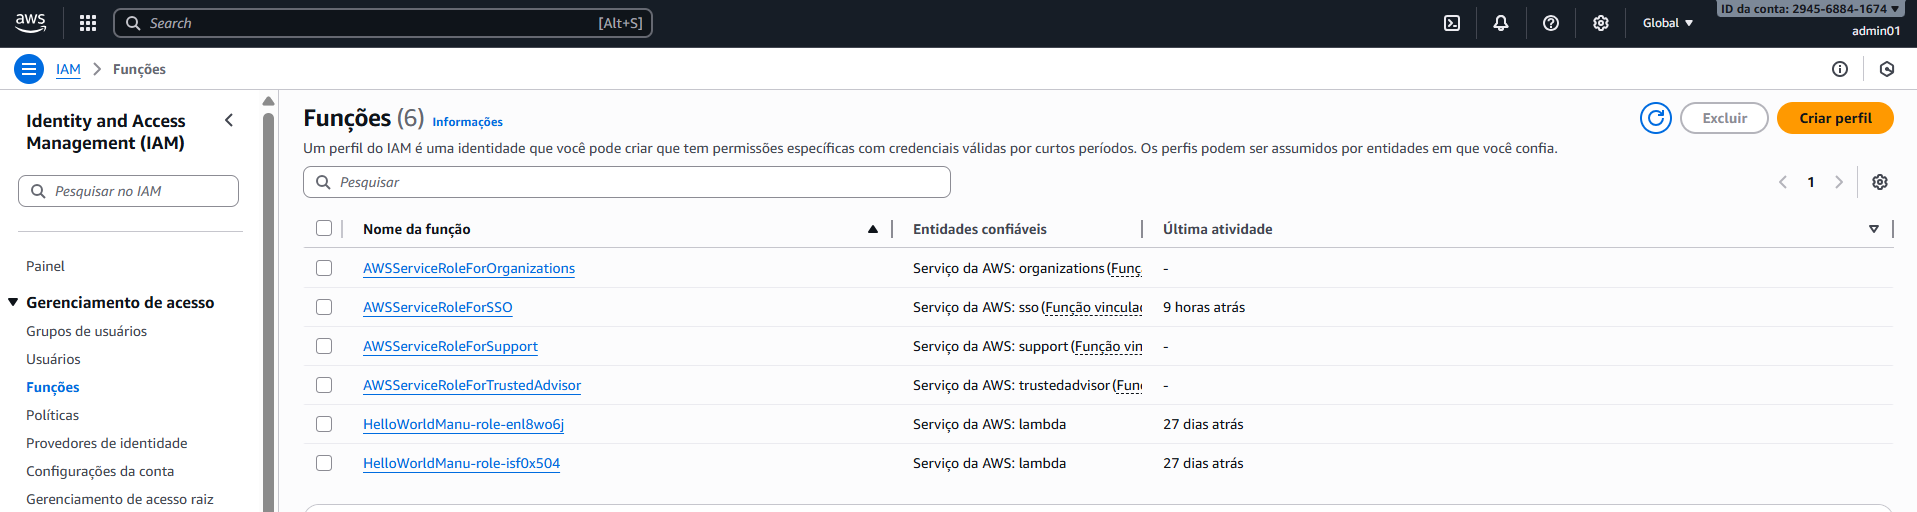 aws
Search [Alt+S]
Global
ID da conta: 2945-6884-1674
admin01
IAM > Funções
Identity and Access
Management (IAM)
Pesquisar no IAM
Painel
Gerenciamento de acesso
Grupos de usuários
Usuários
Funções
Políticas
Provedores de identidade
Configurações da conta
Gerenciamento de acesso raiz
Funções (6) Informações
Excluir
Criar perfil
Um perfil do IAM é uma identidade que você pode criar que tem permissões específicas com credenciais válidas por curtos períodos. Os perfis podem ser assumidos por entidades em que você confia.
Pesquisar
1
Nome da função Entidades confiáveis Última atividade
AWSServiceRoleForOrganizations Serviço da AWS: organizations (Funç -
AWSServiceRoleForSSO Serviço da AWS: sso (Função vinculad 9 horas atrás
AWSServiceRoleForSupport Serviço da AWS: support (Função vin -
AWSServiceRoleForTrustedAdvisor Serviço da AWS: trustedadvisor (Fun -
HelloWorldManu-role-enl8wo6j Serviço da AWS: lambda 27 dias atrás
HelloWorldManu-role-isf0x504 Serviço da AWS: lambda 27 dias atrás